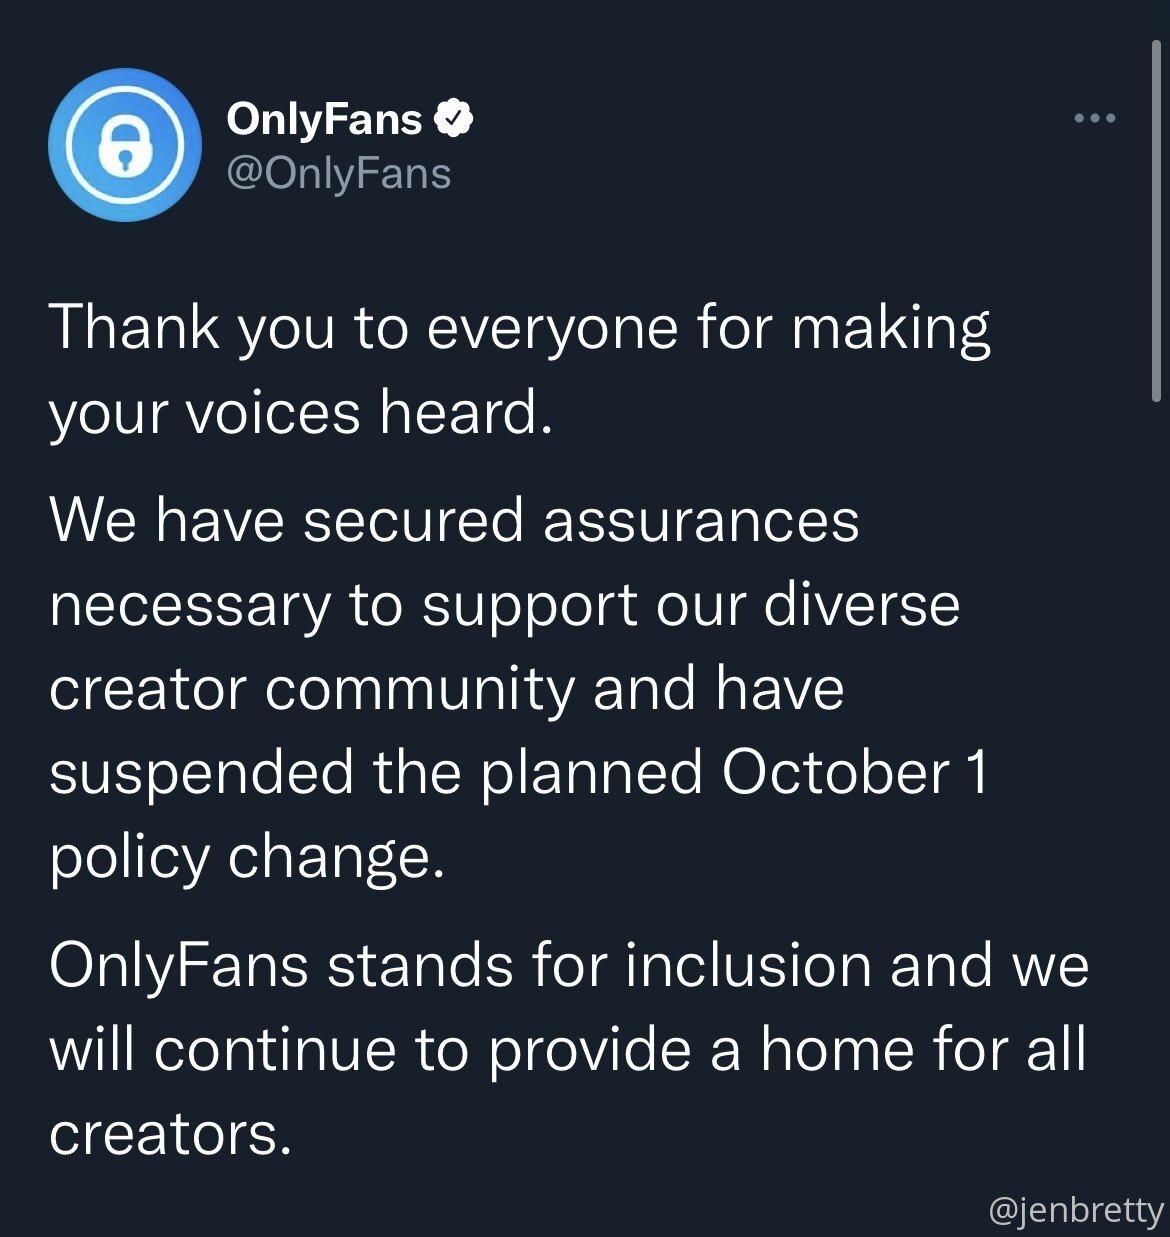 OnlyFans
@OnlyFans
Thank you to everyone for making
your voices heard.
We have secured assurances
necessary to support our diverse
creator community and have
suspended the planned October 1
policy change.
OnlyFans stands for inclusion and we
will continue to provide a home for all
creators.
@jenbretty